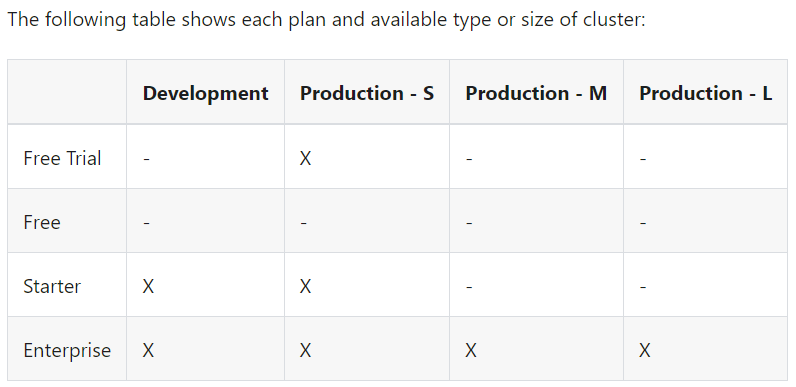 The following table shows each plan and available type or size of cluster:
Development Production - S Production - M Production - L
Free Trial - X - -
Free - - - -
Starter X X - -
Enterprise X X X X